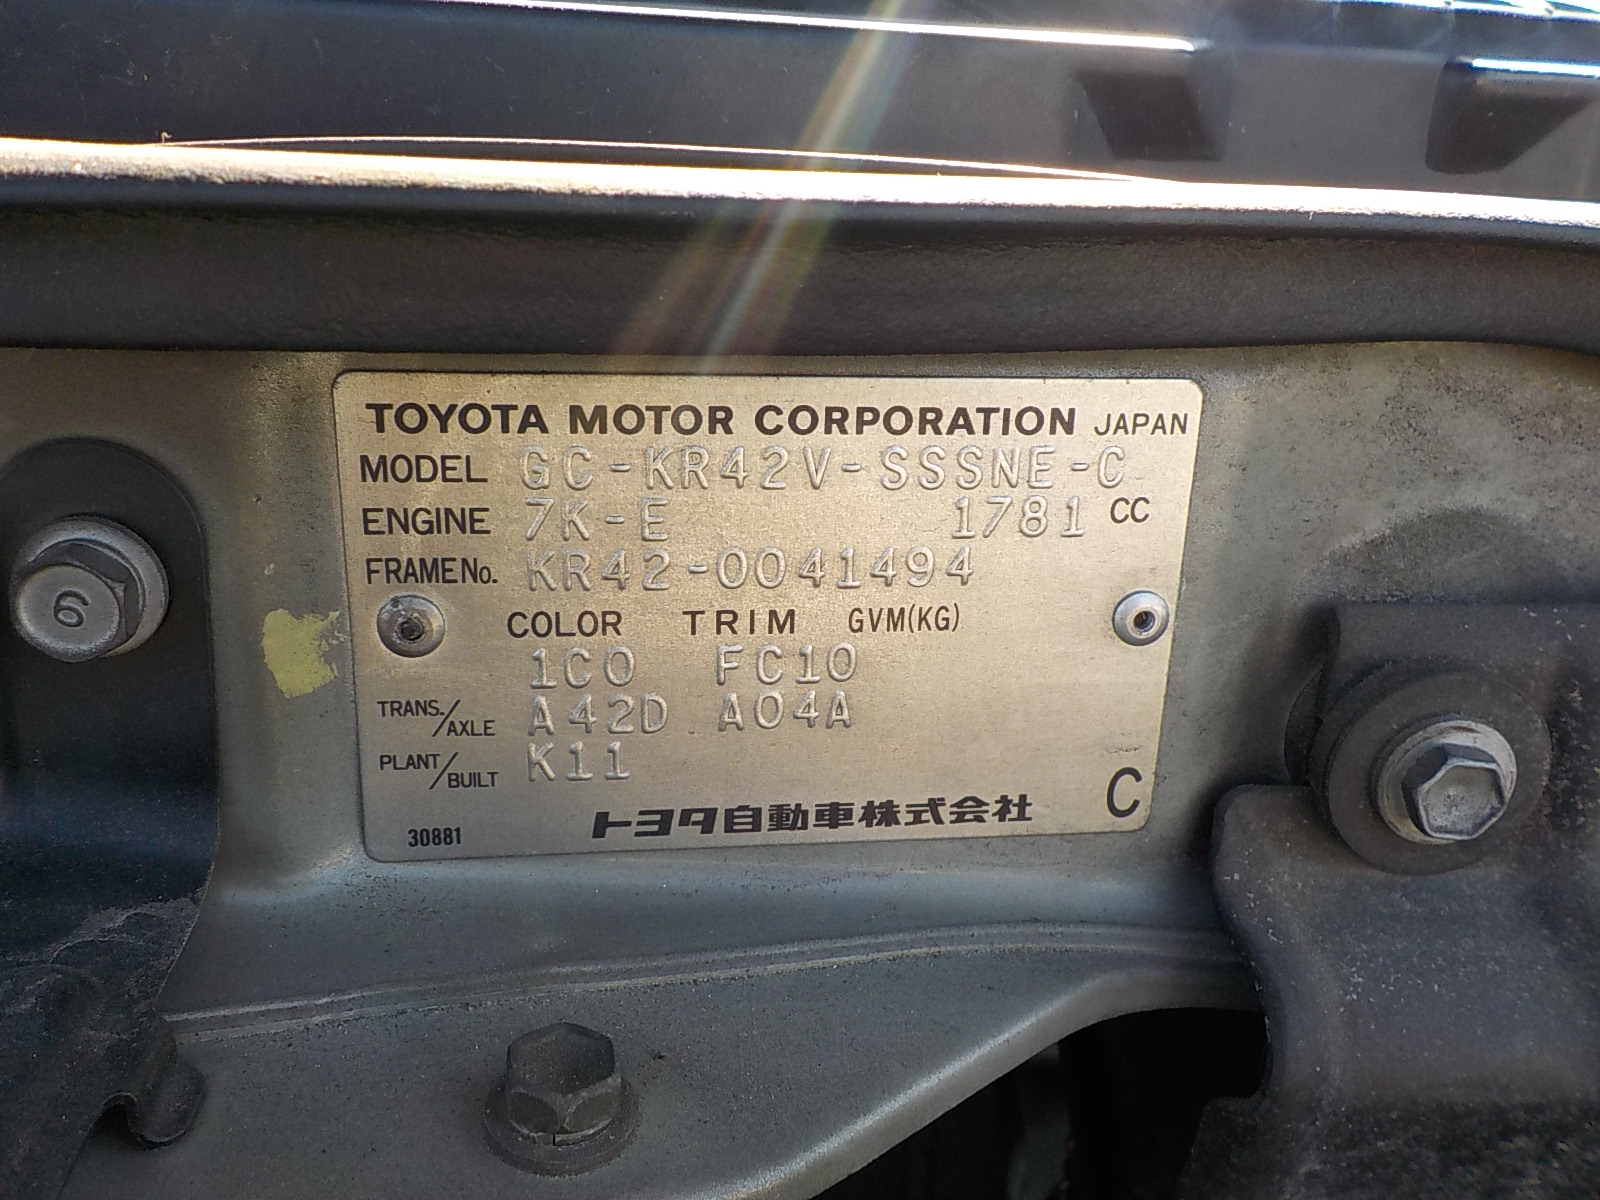 TOYOTA MOTOR CORPORATION JAPAN
MODEL GC-KR42V-SSSNE-C
ENGINE 7K-E 1781 CC
FRAME No. KR42-0041494
COLOR TRIM GVM(KG)
1C0 FC10
TRANS./AXLE A42D A04A
PLANT/BUILT K11
トヨタ自動車株式会社 C
30881
6